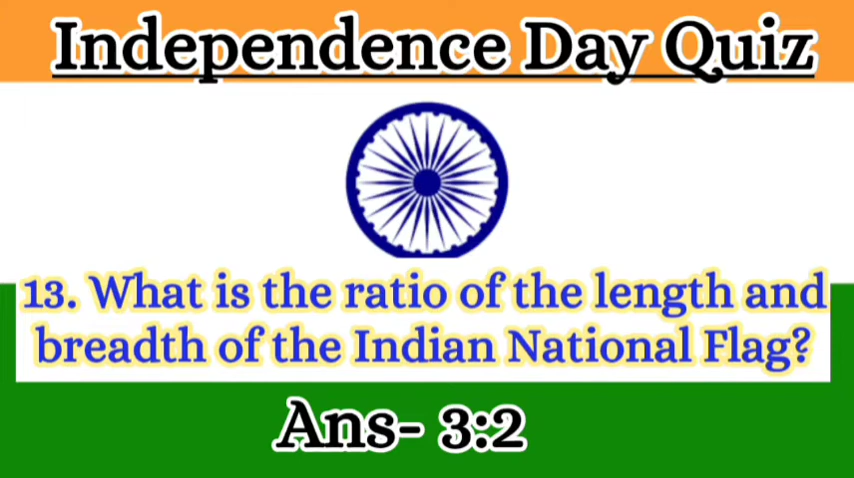 Independence Day Quiz
13. What is the ratio of the length and
breadth of the Indian National Flag?
Ans- 3:2